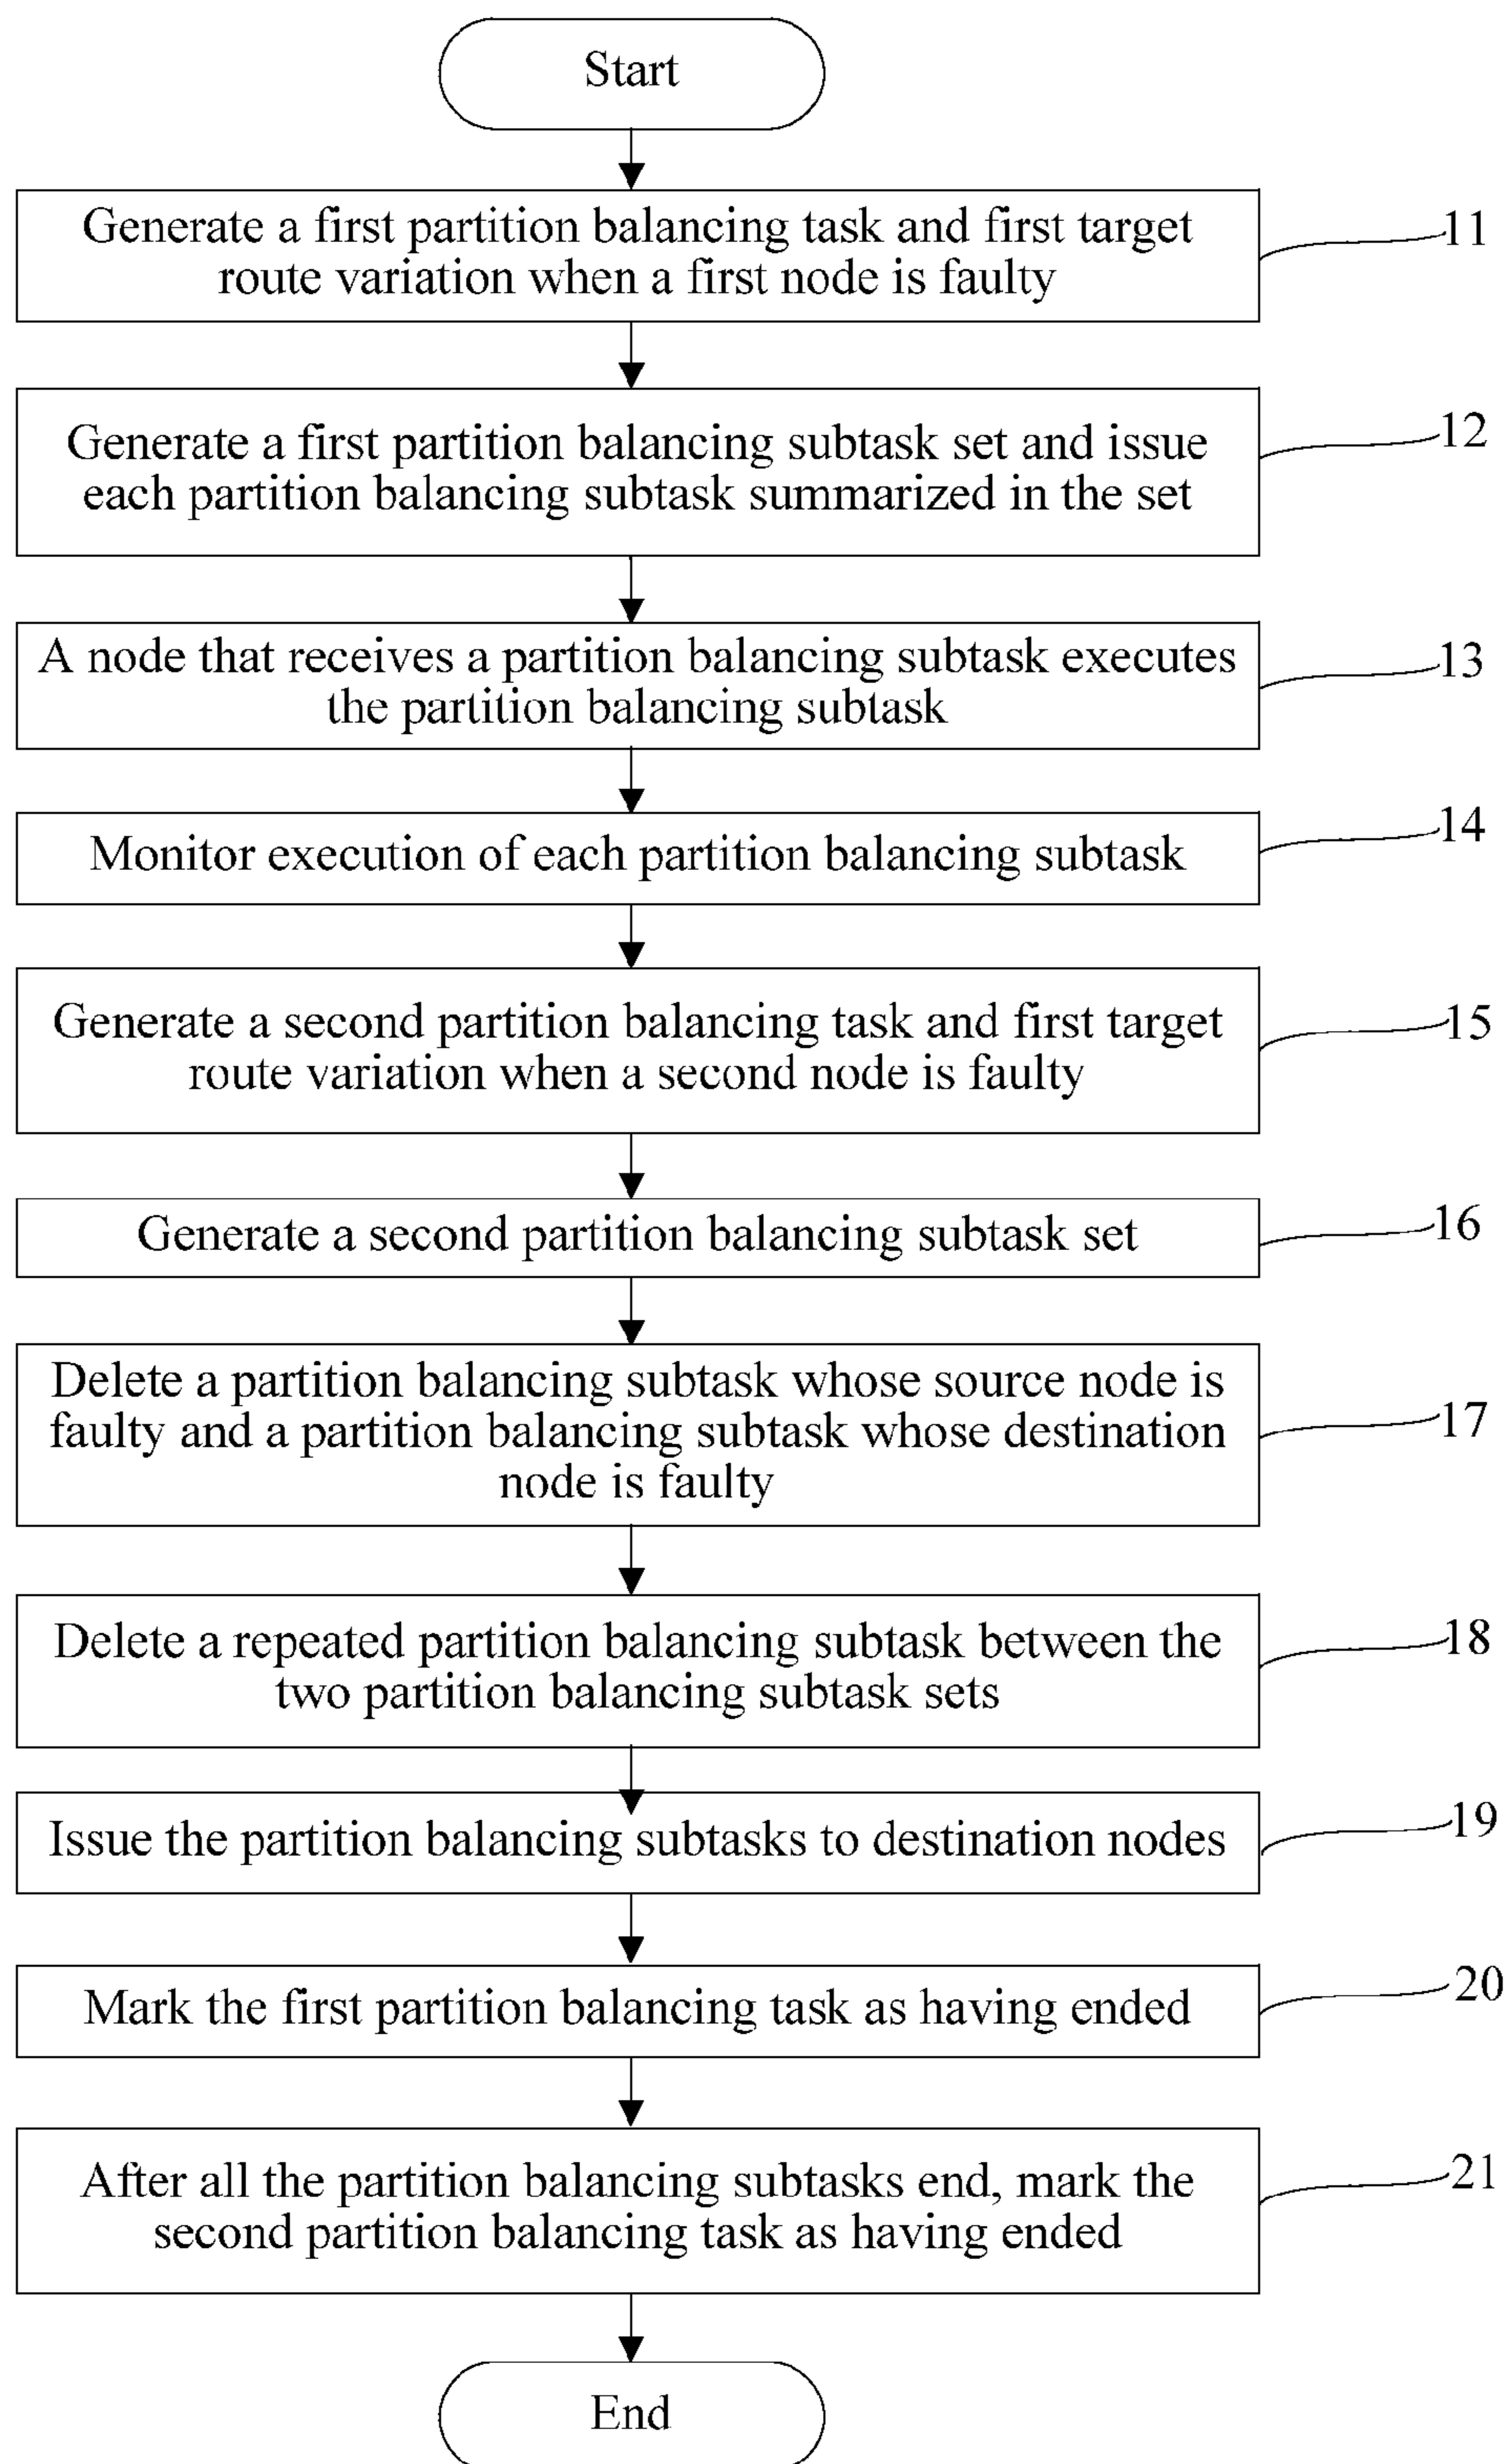 Start
Generate a first partition balancing task and first target
route variation when a first node is faulty
11
Generate a first partition balancing subtask set and issue
each partition balancing subtask summarized in the set
12
A node that receives a partition balancing subtask executes
the partition balancing subtask
13
Monitor execution of each partition balancing subtask
14
Generate a second partition balancing task and first target
route variation when a second node is faulty
15
Generate a second partition balancing subtask set
16
Delete a partition balancing subtask whose source node is
faulty and a partition balancing subtask whose destination
node is faulty
17
Delete a repeated partition balancing subtask between the
two partition balancing subtask sets
18
Issue the partition balancing subtasks to destination nodes
19
Mark the first partition balancing task as having ended
20
After all the partition balancing subtasks end, mark the
second partition balancing task as having ended
21
End